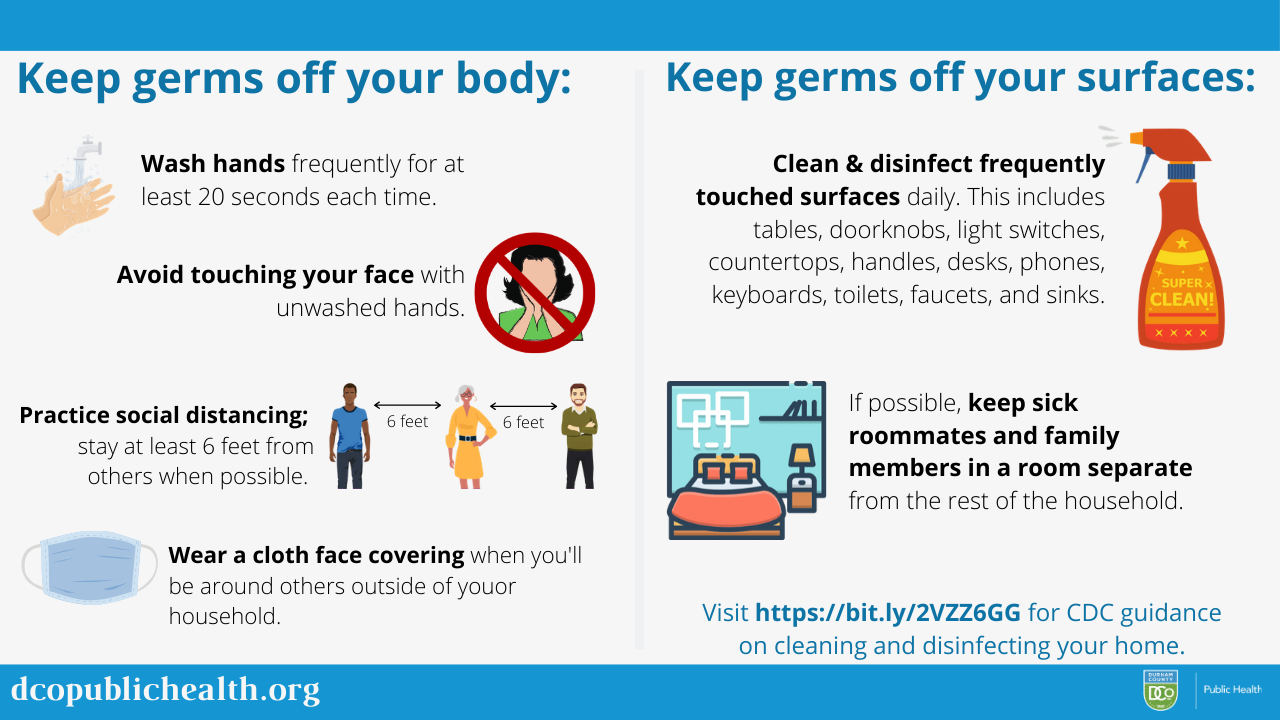 Keep germs off your body:
Wash hands frequently for at
least 20 seconds each time.
Avoid touching your face with
unwashed hands.
Practice social distancing;
stay at least 6 feet from
others when possible.
6 feet
6 feet
Wear a cloth face covering when you'll
be around others outside of youor
household.
Keep germs off your surfaces:
Clean & disinfect frequently
touched surfaces daily. This includes
tables, doorknobs, light switches,
countertops, handles, desks, phones,
keyboards, toilets, faucets, and sinks.
SUPER
CLEAN!
If possible, keep sick
roommates and family
members in a room separate
from the rest of the household.
Visit https://bit.ly/2VZZ6GG for CDC guidance
on cleaning and disinfecting your home.
dcopublichealth.org
DURHAM
COUNTY
DCo
Public Health